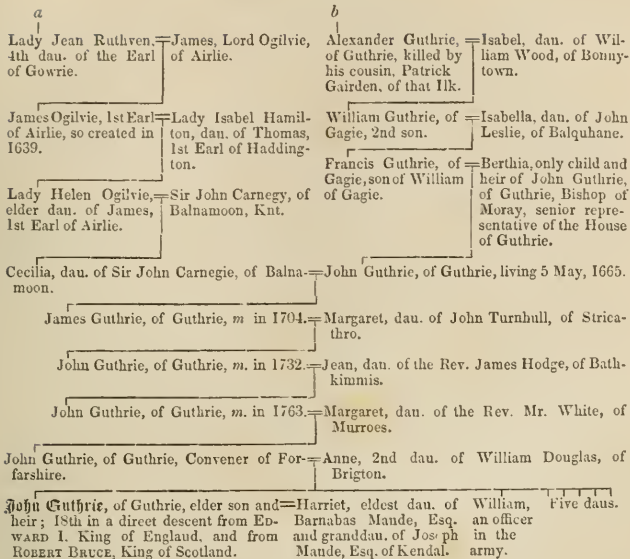 a
b
Lady Jean Ruthven, 4th dau. of the Earl of Gowrie.
James, Lord Ogilvie, of Airlie.
Alexander Guthrie, of Guthrie, killed by his cousin, Patrick Gairden, of that Ilk.
Isabel, dau. of William Wood, of Bonnytown.
James Ogilvie, 1st Earl of Airlie, so created in 1639.
Lady Isabel Hamilton, dau. of Thomas, 1st Earl of Haddington.
William Guthrie, of Gagie, 2nd son.
Isabella, dau. of John Leslie, of Balquhane.
Francis Guthrie, of Gagie, son of William of Gagie.
Berthia, only child and heir of John Guthrie, of Guthrie, Bishop of Moray, senior representative of the House of Guthrie.
Lady Helen Ogilvie, elder dau. of James, 1st Earl of Airlie.
Sir John Carnegy, of Balnamoon, Knt.
Cecilia, dau. of Sir John Carnegie, of Balnamoon.
John Guthrie, of Guthrie, living 5 May, 1665.
James Guthrie, of Guthrie, m in 1704.
Margaret, dau. of John Turnbull, of Stricathro.
John Guthrie, of Guthrie, m. in 1732.
Jean, dau. of the Rev. James Hodge, of Bathkimmis.
John Guthrie, of Guthrie, m. in 1763.
Margaret, dau. of the Rev. Mr. White, of Murroes.
John Guthrie, of Guthrie, Convener of Forfarshire.
Anne, 2nd dau. of William Douglas, of Brigton.
John Guthrie, of Guthrie, elder son and heir; 18th in a direct descent from EDWARD I. King of England, and from ROBERT BRUCE, King of Scotland.
Harriet, eldest dau. of Barnabas Maude, Esq. and granddau. of Joseph Maude, Esq. of Kendal.
William, an officer in the army.
Five daus.